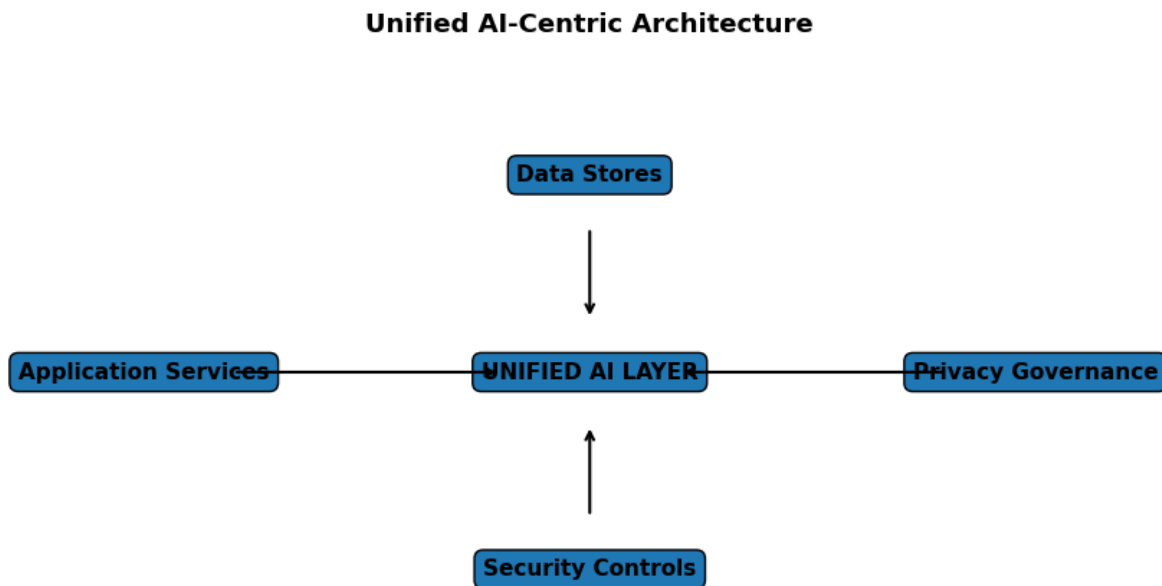 Unified AI-Centric Architecture
Data Stores
Application Services
UNIFIED AI LAYER
Privacy Governance
Security Controls